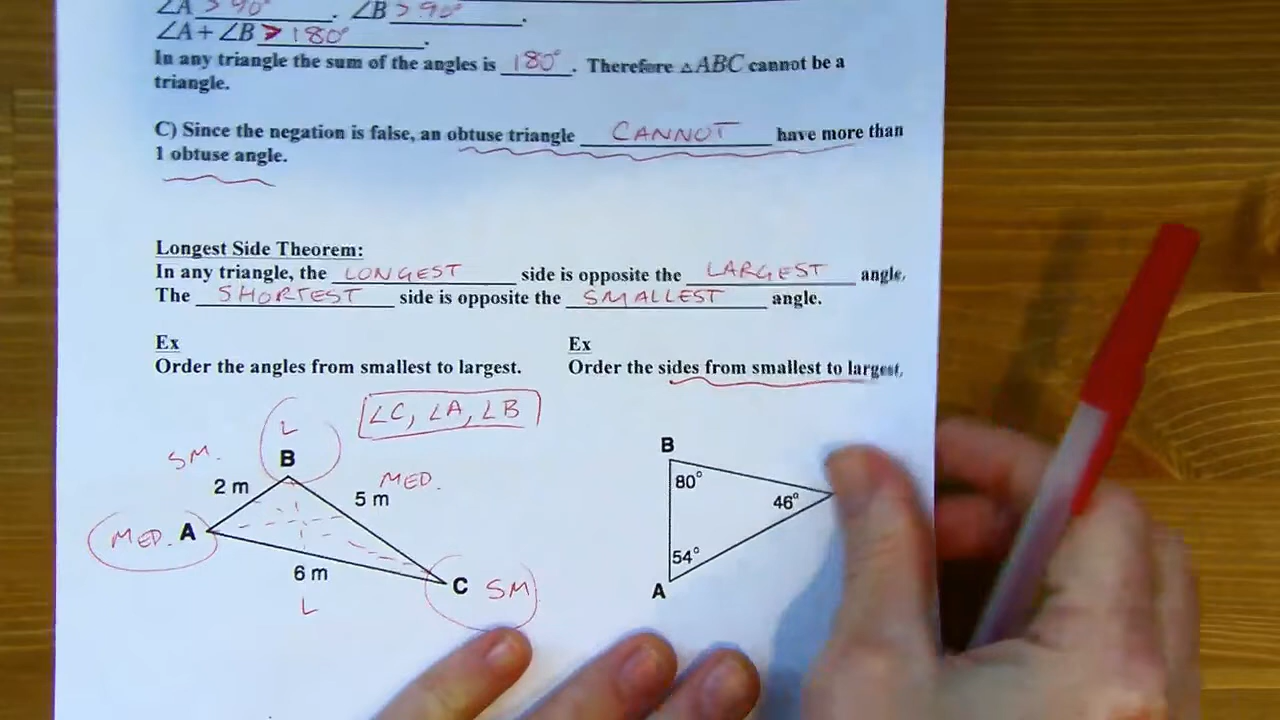 ∠A > 90°. ∠B > 90°.
∠A + ∠B > 180°.
In any triangle the sum of the angles is 180°. Therefore △ABC cannot be a
triangle.
C) Since the negation is false, an obtuse triangle CANNOT have more than
1 obtuse angle.
Longest Side Theorem:
In any triangle, the LONGEST side is opposite the LARGEST angle.
The SHORTEST side is opposite the SMALLEST angle.
Ex
Order the angles from smallest to largest.
∠C, ∠A, ∠B
L
B
SM.
2 m
MED.
5 m
MED. A
6 m
L
C SM
Ex
Order the sides from smallest to largest.
B
80°
46°
54°
A